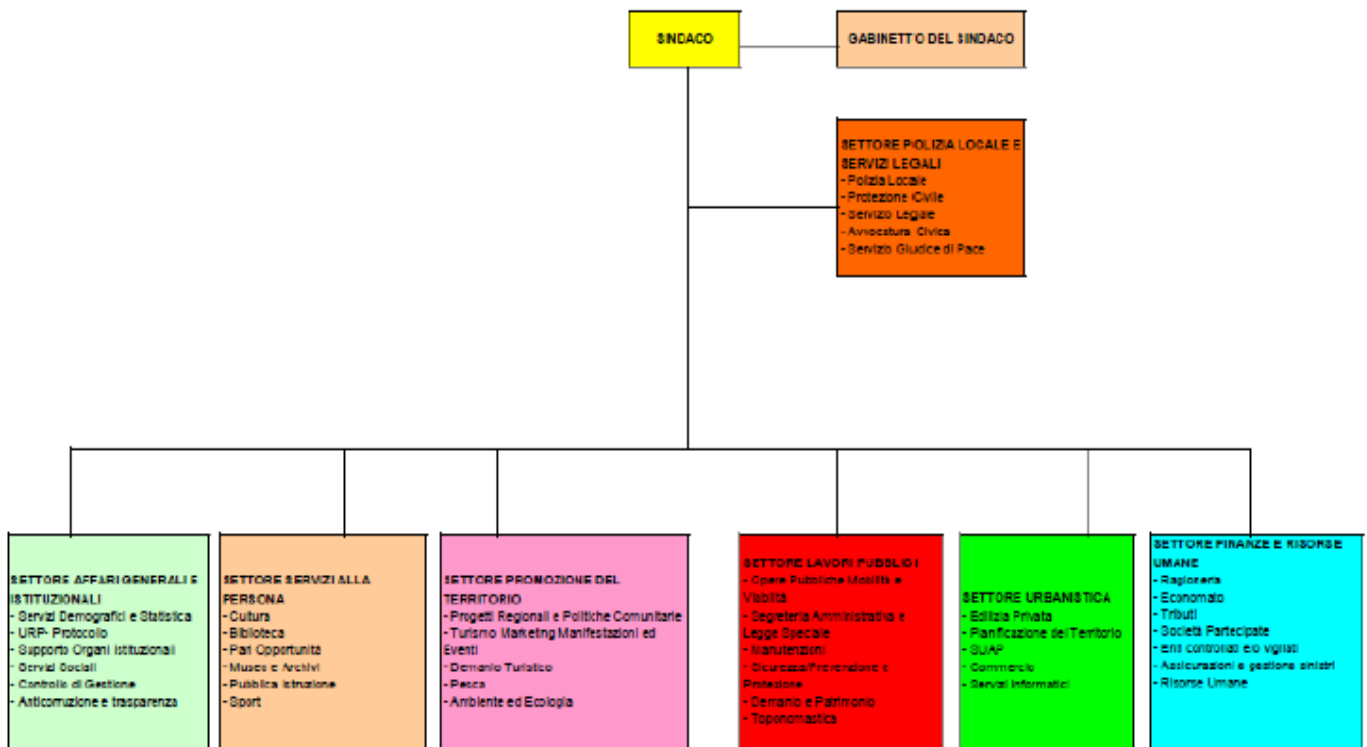 SINDACO
GABINETTO DEL SINDACO
SETTORE POLIZIA LOCALE E
SERVIZI LEGALI
- Polizia Locale
- Protezione Civile
- Servizio Legale
- Avvocatura Civica
- Servizio Giudice di Pace
SETTORE AFFARI GENERALI E
ISTITUZIONALI
- Servizi Demografici e Statistica
- URP- Protocollo
- Supporto Organi Istituzionali
- Servizi Sociali
- Controllo di Gestione
- Anticorruzione e trasparenza
SETTORE SERVIZI ALLA
PERSONA
- Cultura
- Biblioteca
- Pari Opportunità
- Museo e Archivi
- Pubblica Istruzione
- Sport
SETTORE PROMOZIONE DEL
TERRITORIO
- Progetti Regionali e Politiche Comunitarie
- Turismo Marketing Manifestazioni ed
Eventi
- Demanio Turistico
- Pesca
- Ambiente ed Ecologia
SETTORE LAVORI PUBBLICI
- Opere Pubbliche Mobilità e
Viabilità
- Segreteria Amministrativa e
Legge Speciale
- Manutenzioni
- Sicurezza/Prevenzione e
Protezione
- Demanio e Patrimonio
- Toponomastica
SETTORE URBANISTICA
- Edilizia Privata
- Pianificazione del Territorio
- SUAP
- Commercio
- Servizi Informatici
SETTORE FINANZE E RISORSE
UMANE
- Ragioneria
- Economato
- Tributi
- Società Partecipate
- Enti controllati e/o vigilati
- Assicurazioni e gestione sinistri
- Risorse Umane